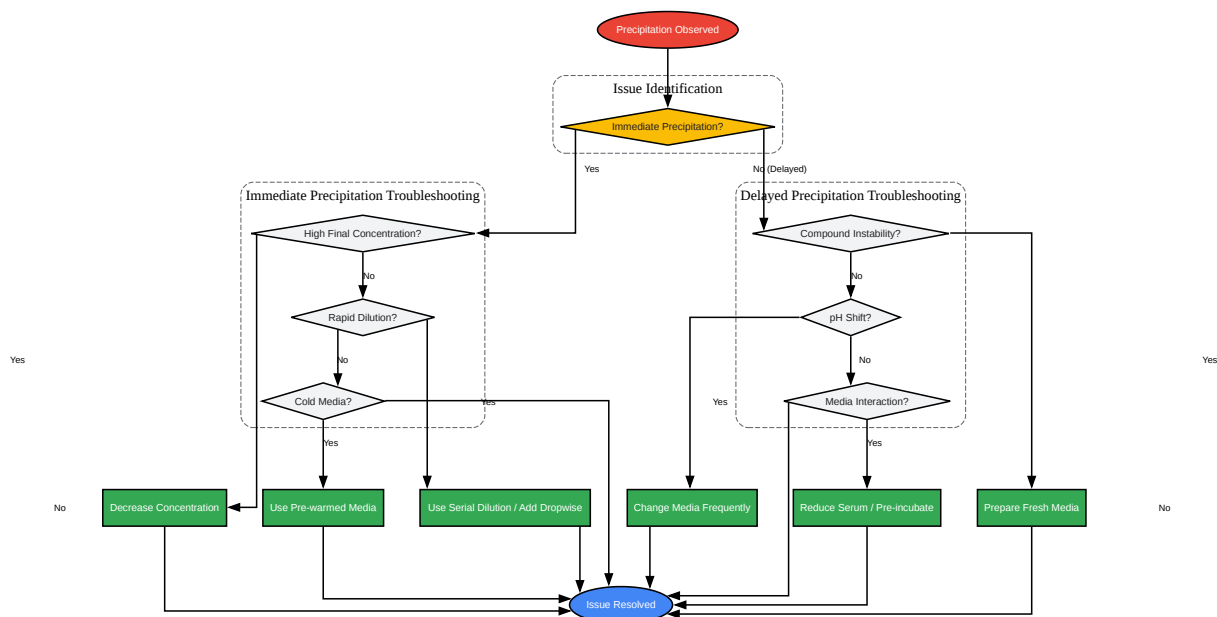 Precipitation Observed
Issue Identification
Immediate Precipitation?
Yes
No (Delayed)
Immediate Precipitation Troubleshooting
Delayed Precipitation Troubleshooting
High Final Concentration?
Compound Instability?
No
No
Rapid Dilution?
pH Shift?
Yes
No
No
Yes
Cold Media?
Yes
Yes
Media Interaction?
Yes
Yes
No
Decrease Concentration
Use Pre-warmed Media
Use Serial Dilution / Add Dropwise
Change Media Frequently
Reduce Serum / Pre-incubate
Prepare Fresh Media
No
Issue Resolved